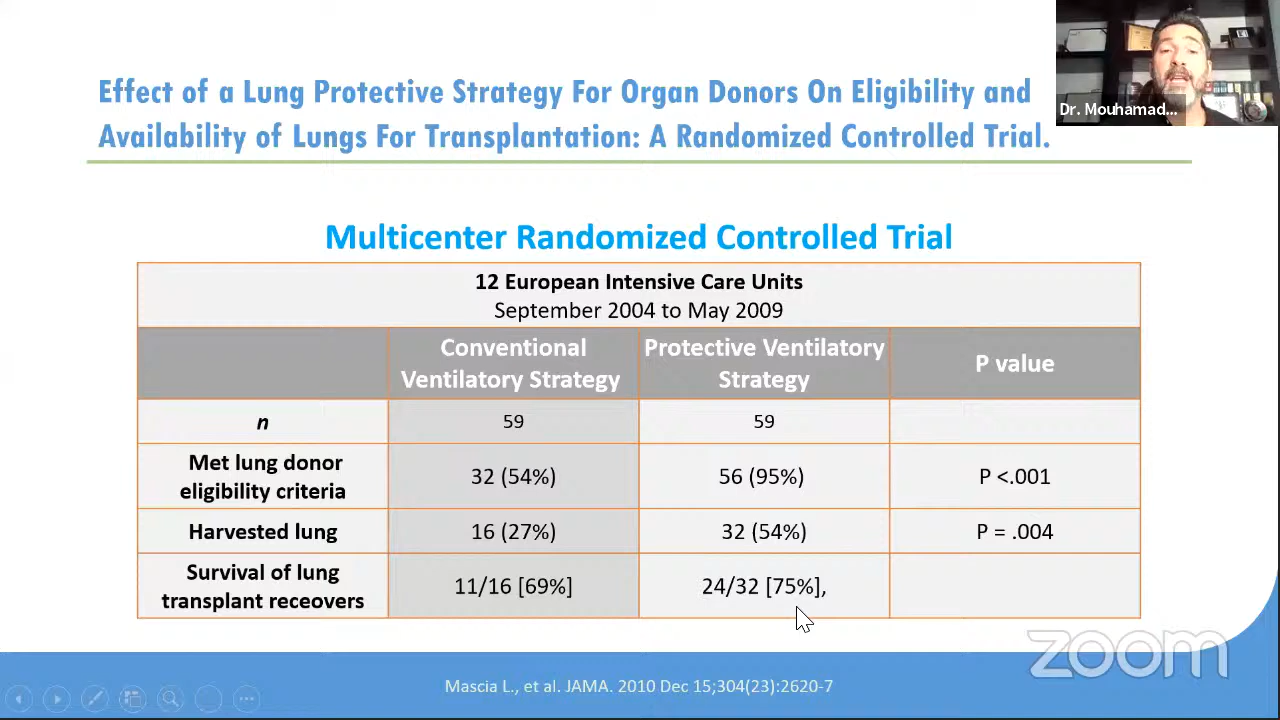 Effect of a Lung Protective Strategy For Organ Donors On Eligibility and
Availability of Lungs For Transplantation: A Randomized Controlled Trial.
Dr. Mouhamad...
Multicenter Randomized Controlled Trial
12 European Intensive Care Units
September 2004 to May 2009
Conventional
Ventilatory Strategy
Protective Ventilatory
Strategy
P value
n
59
59
Met lung donor
eligibility criteria
32 (54%)
56 (95%)
P <.001
Harvested lung
16 (27%)
32 (54%)
P = .004
Survival of lung
transplant receovers
11/16 [69%]
24/32 [75%],
zoom
Mascia L., et al. JAMA. 2010 Dec 15;304(23):2620-7